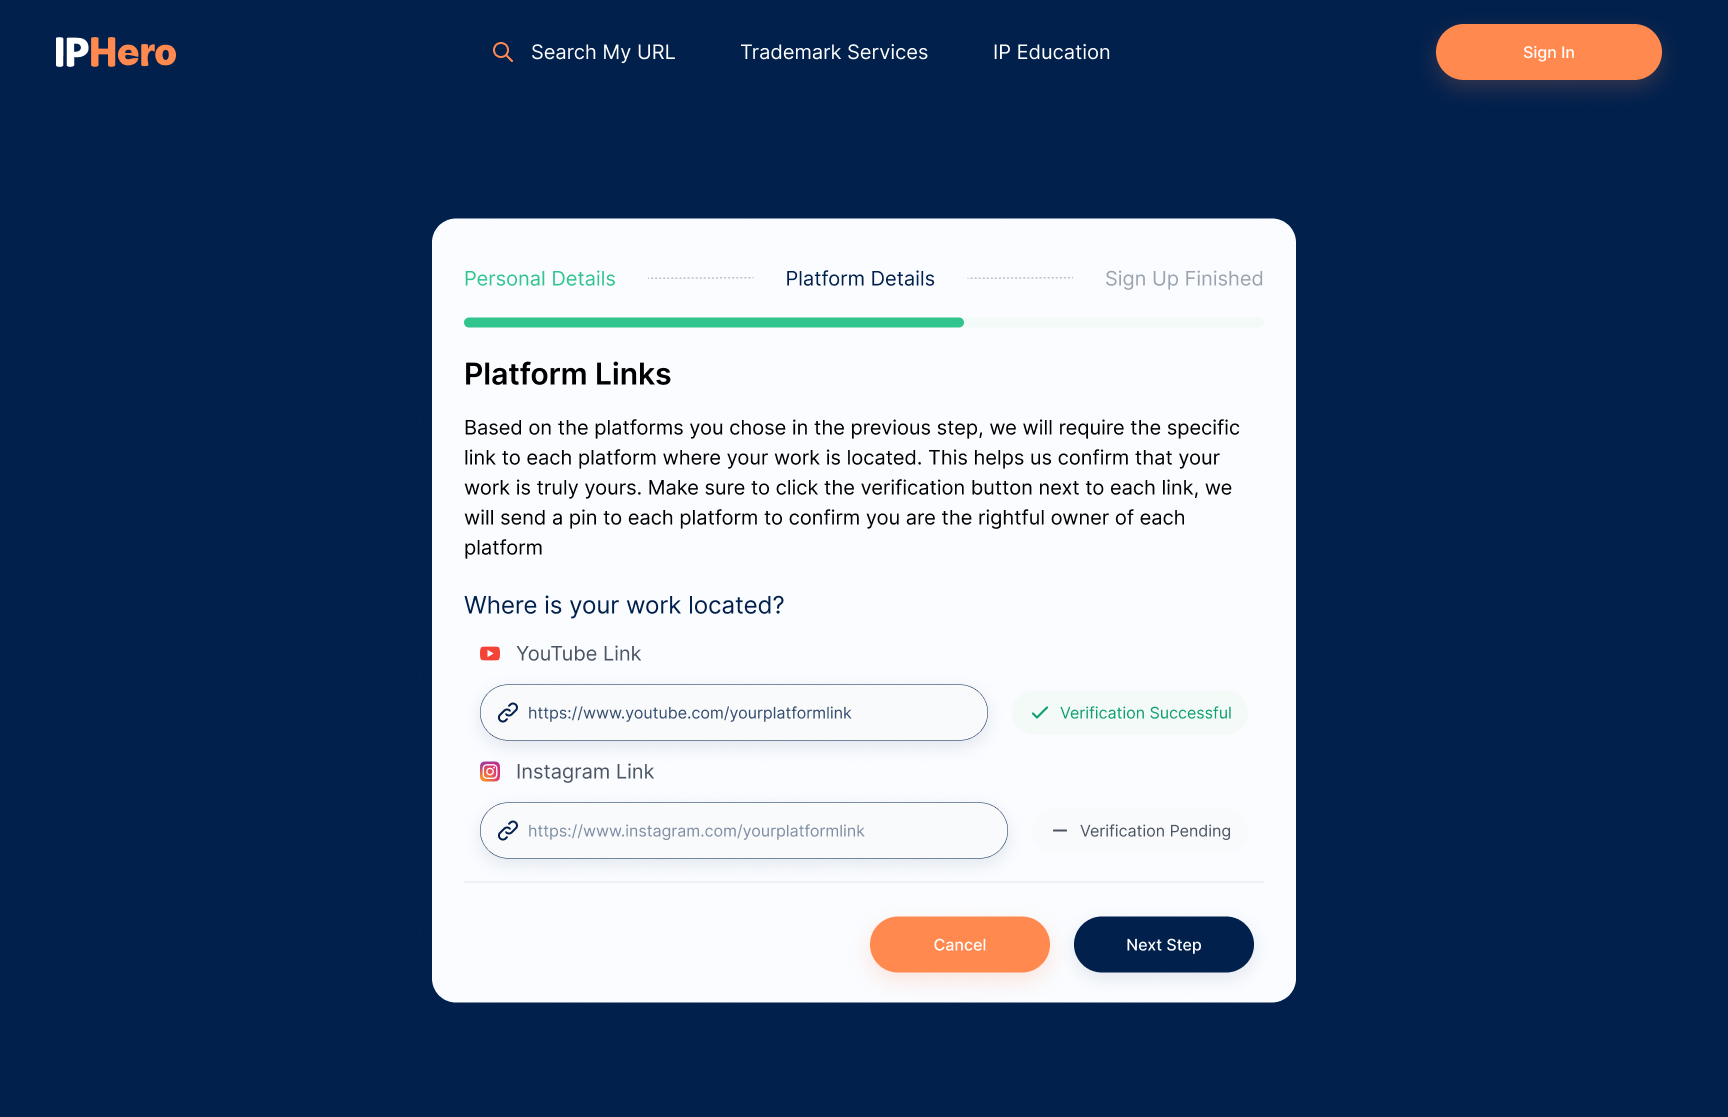 IPHero
Search My URL
Trademark Services
IP Education
Sign In
Personal Details
Platform Details
Sign Up Finished
Platform Links
Based on the platforms you chose in the previous step, we will require the specific
link to each platform where your work is located. This helps us confirm that your
work is truly yours. Make sure to click the verification button next to each link, we
will send a pin to each platform to confirm you are the rightful owner of each
platform
Where is your work located?
YouTube Link
https://www.youtube.com/yourplatformlink
Verification Successful
Instagram Link
https://www.instagram.com/yourplatformlink
Verification Pending
Cancel
Next Step